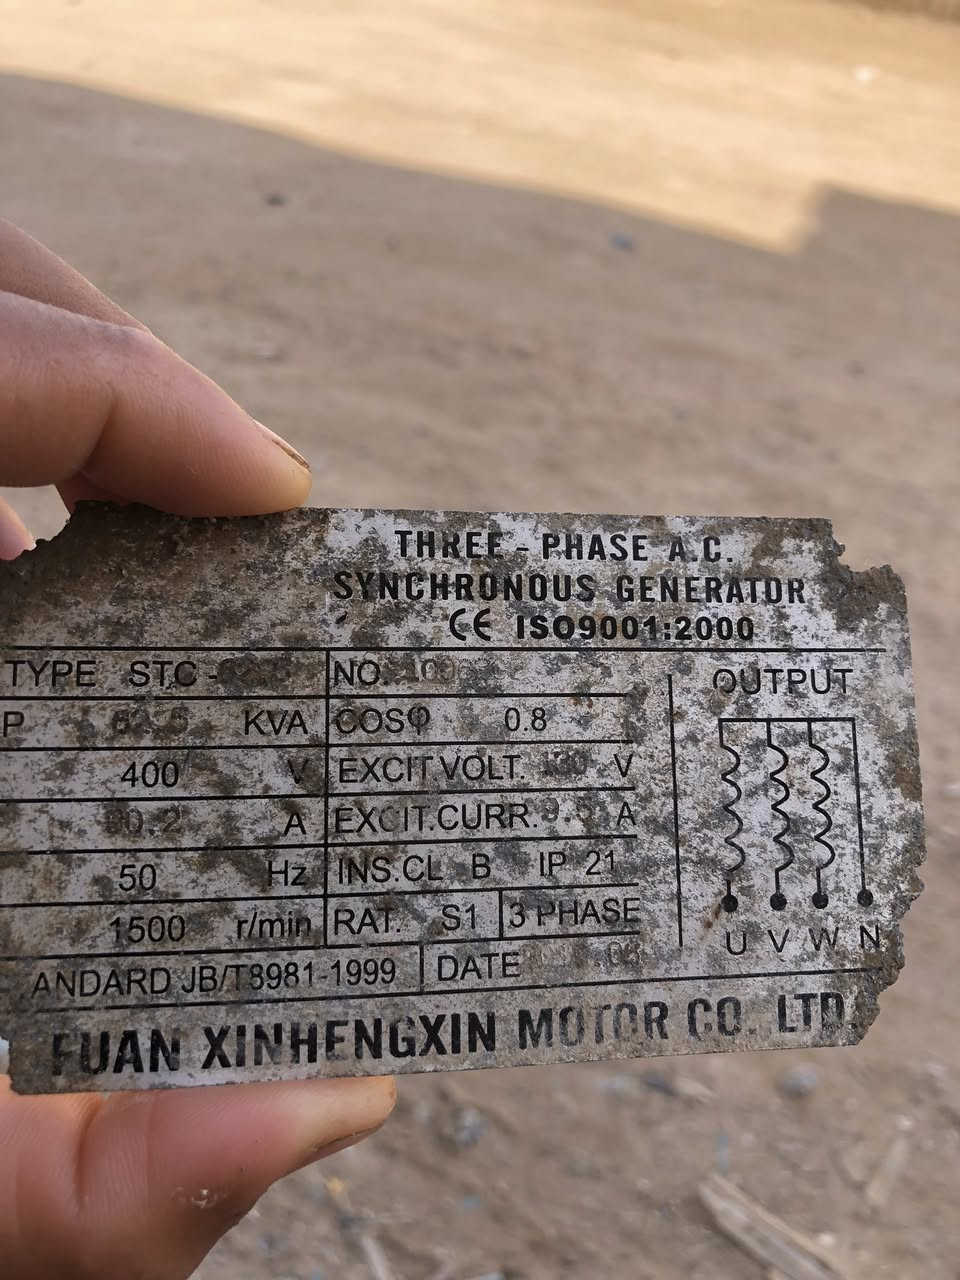 THREE - PHASE A.C.
SYNCHRONOUS GENERATOR
CE ISO9001:2000
TYPE STC - NO.
P KVA COSφ 0.8
400 V EXCIT VOLT. V
A EXCIT.CURR. A
50 Hz INS.CL B IP 21
1500 r/min RAT. S1 3 PHASE
ANDARD JB/T8981-1999 DATE
OUTPUT
U V W N
FUAN XINHENGXIN MOTOR CO. LTD.